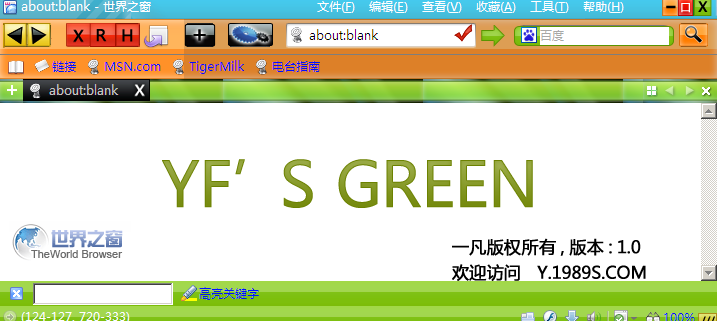 about:blank - 世界之窗
文件(F) 编辑(E) 查看(V) 收藏(A) 工具(T) 帮助(H)
X R H about:blank 百度
链接 MSN.com TigerMilk 电台指南
about:blank X
YF'S GREEN
世界之窗
TheWorld Browser
一凡版权所有 , 版本 : 1.0
欢迎访问 Y.1989S.COM
高亮关键字
(124-127, 720-333) 100%